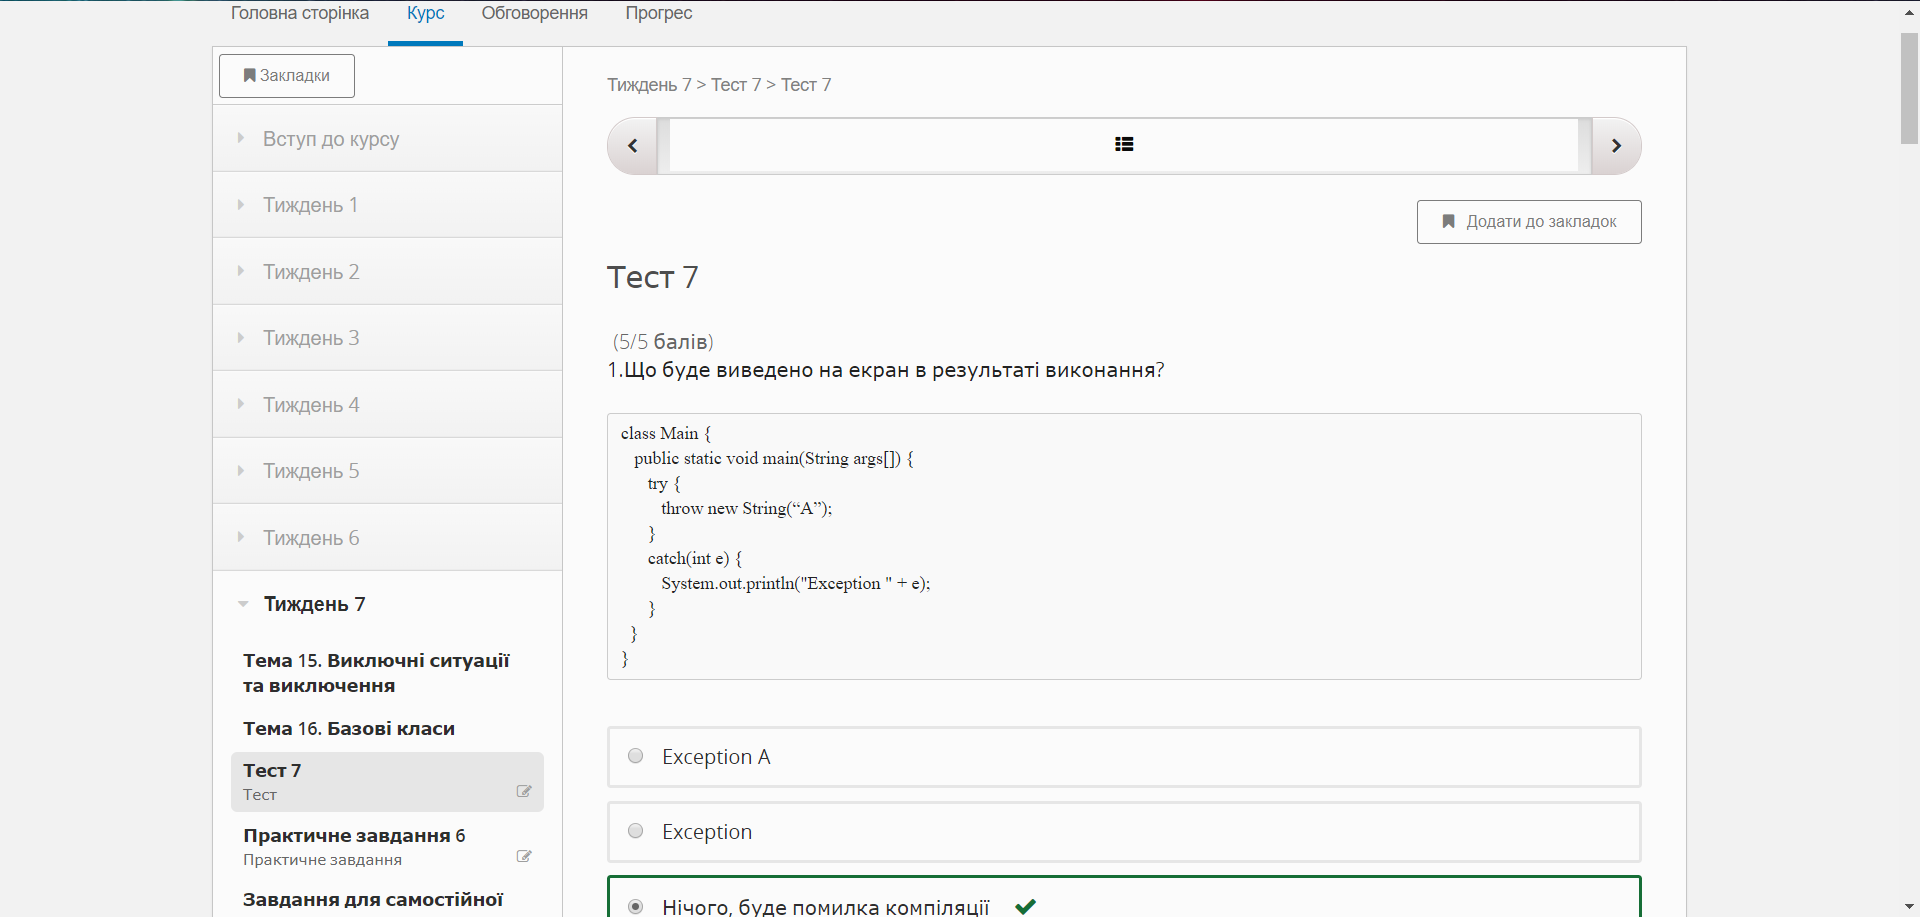 Головна сторінка
Курс
Обговорення
Прогрес
Закладки
Вступ до курсу
Тиждень 1
Тиждень 2
Тиждень 3
Тиждень 4
Тиждень 5
Тиждень 6
Тиждень 7
Тема 15. Виключні ситуації
та виключення
Тема 16. Базові класи
Тест 7
Тест
Практичне завдання 6
Практичне завдання
Завдання для самостійної
Тиждень 7 > Тест 7 > Тест 7
Додати до закладок
Тест 7
(5/5 балів)
1.Що буде виведено на екран в результаті виконання?
class Main {
public static void main(String args[]) {
try {
throw new String(“A”);
}
catch(int e) {
System.out.println("Exception " + e);
}
}
}
Exception A
Exception
Нічого, буде помилка компіляції